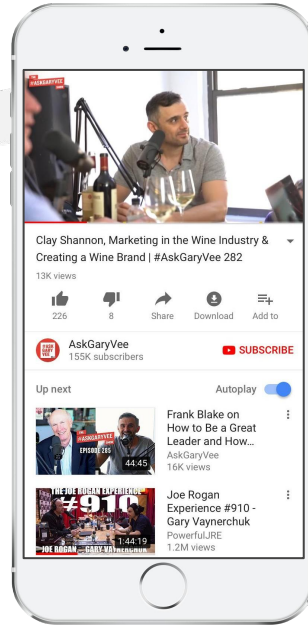 #ASKGARYVEE
Clay Shannon, Marketing in the Wine Industry &
Creating a Wine Brand | #AskGaryVee 282
13K views
226
8
Share
Download
Add to
ASK
GARY
VEE
AskGaryVee
155K subscribers
SUBSCRIBE
Up next
Autoplay
#ASKGARYVEE
EPISODE 285
44:45
Frank Blake on
How to Be a Great
Leader and How...
AskGaryVee
16K views
THE JOE ROGAN EXPERIENCE
#910
JOE ROGAN - GARY VAYNERCHUK
1:44:19
Joe Rogan
Experience #910 -
Gary Vaynerchuk
PowerfulJRE
1.2M views